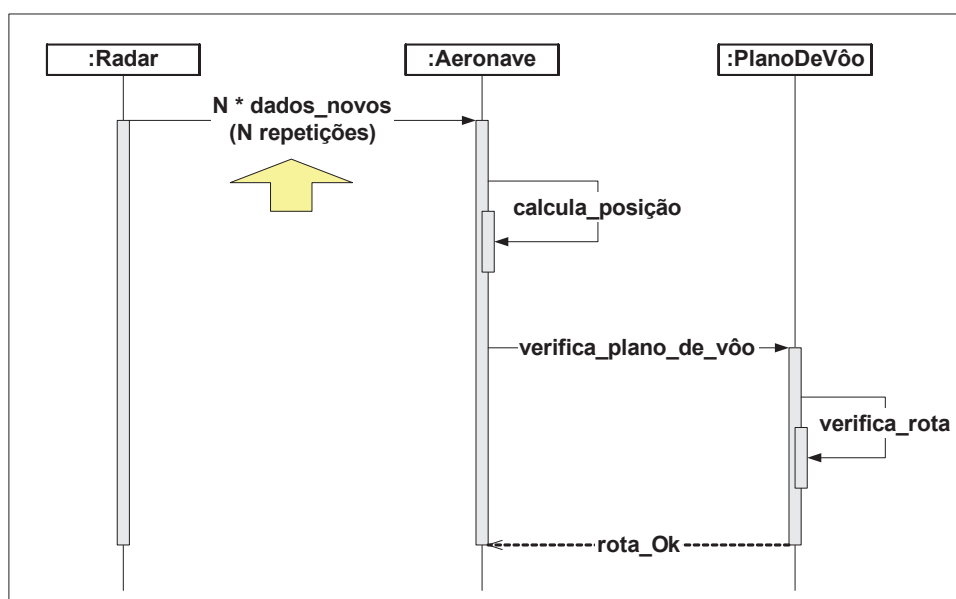 :Radar
:Aeronave
:PlanoDeVôo
N * dados_novos
(N repetições)
calcula_posição
verifica_plano_de_vôo
verifica_rota
rota_Ok